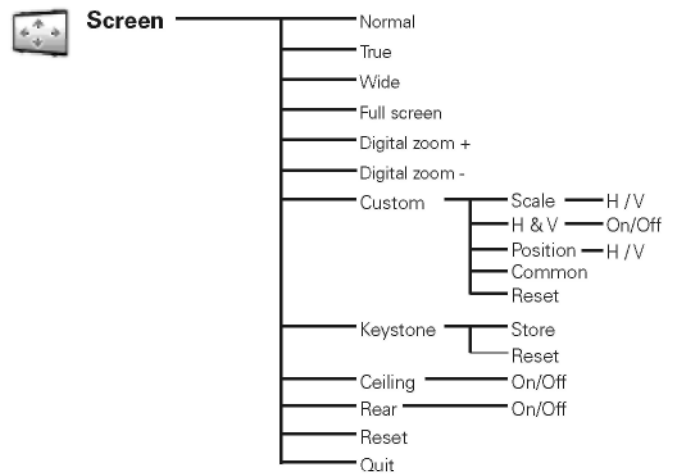 Screen
Normal
True
Wide
Full screen
Digital zoom +
Digital zoom -
Custom
Scale
H / V
H & V
On/Off
Position
H / V
Common
Reset
Keystone
Store
Reset
Ceiling
On/Off
Rear
On/Off
Reset
Quit